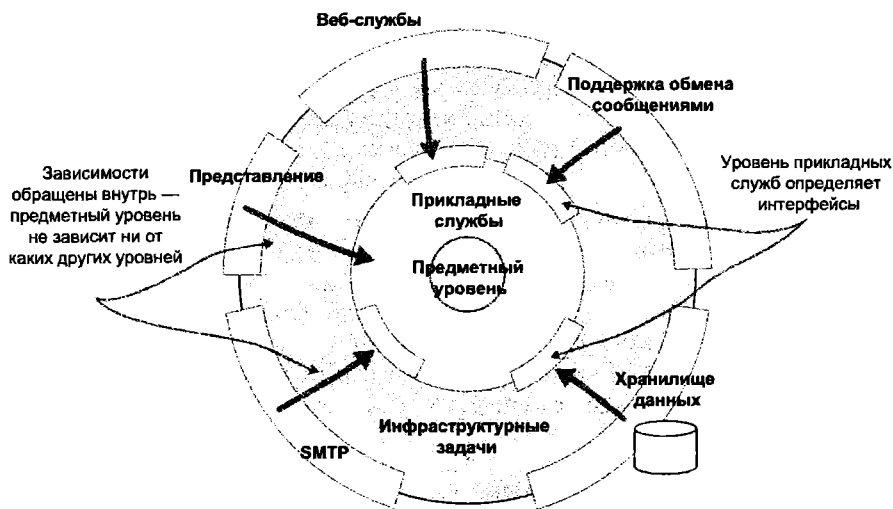 Веб-службы
Поддержка обмена
сообщениями
Зависимости
обращены внутрь —
предметный уровень
не зависит ни от
каких других уровней
Представление
Уровень прикладных
служб определяет
интерфейсы
Прикладные
службы
Предметный
уровень
Хранилище
данных
Инфраструктурные
задачи
SMTP